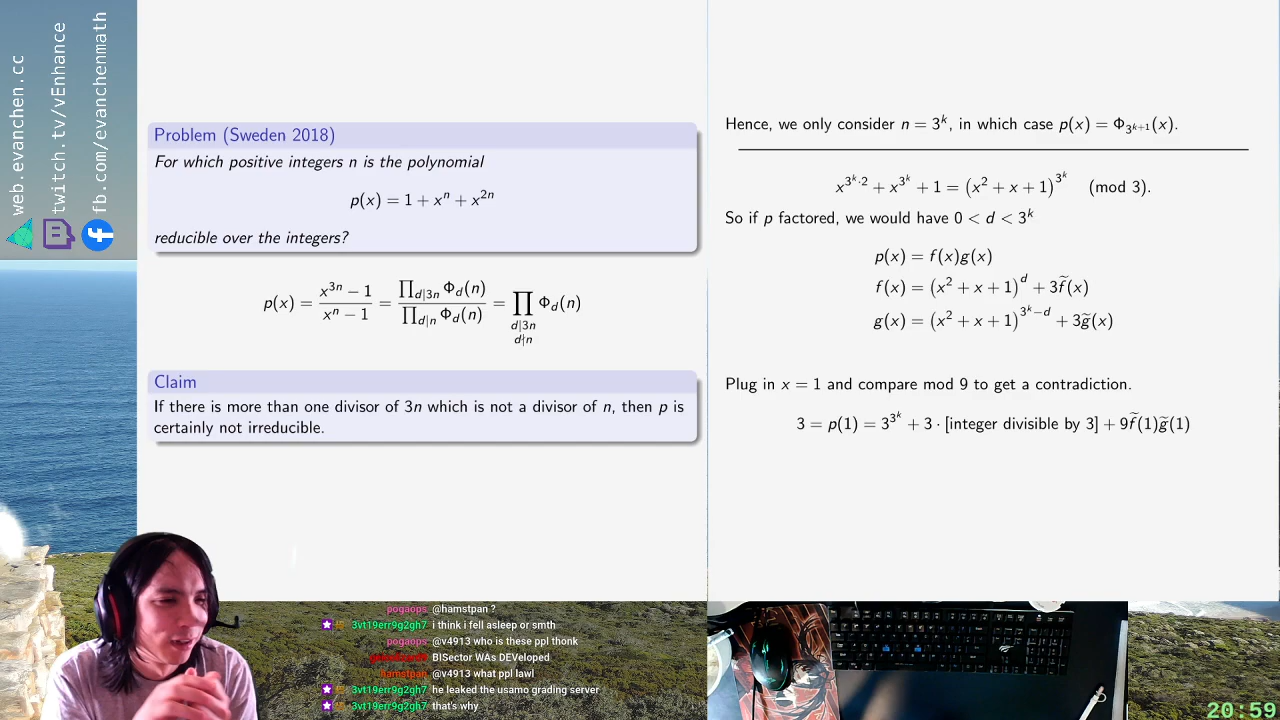 web.evanchen.cc
twitch.tv/vEnhance
fb.com/evanchenmath
Problem (Sweden 2018)
For which positive integers n is the polynomial
p(x) = 1 + x^n + x^{2n}
reducible over the integers?
p(x) = \frac{x^{3n} − 1}{x^n − 1} = \frac{∏_{d|3n} Φ_d(n)}{∏_{d|n} Φ_d(n)} = ∏_{d|3n, d∤n} Φ_d(n)
Claim
If there is more than one divisor of 3n which is not a divisor of n, then p is
certainly not irreducible.
Hence, we only consider n = 3^k, in which case p(x) = Φ_{3^{k+1}}(x).
x^{3^k·2} + x^{3^k} + 1 = (x^2 + x + 1)^{3^k} (mod 3).
So if p factored, we would have 0 < d < 3^k
p(x) = f(x)g(x)
f(x) = (x^2 + x + 1)^d + 3f̃(x)
g(x) = (x^2 + x + 1)^{3^k−d} + 3g̃(x)
Plug in x = 1 and compare mod 9 to get a contradiction.
3 = p(1) = 3^{3^k} + 3 · [integer divisible by 3] + 9f̃(1)g̃(1)
pogaops @hamstpan ?
3vt19err9g2gh7 i think i fell asleep or smth
pogaops @v4913 who is these ppl thonk
BISector WAs DEVeloped
hamstpan @v4913 what ppl lawl
3vt19err9g2gh7 he leaked the usamo grading server
3vt19err9g2gh7 that's why
20:59